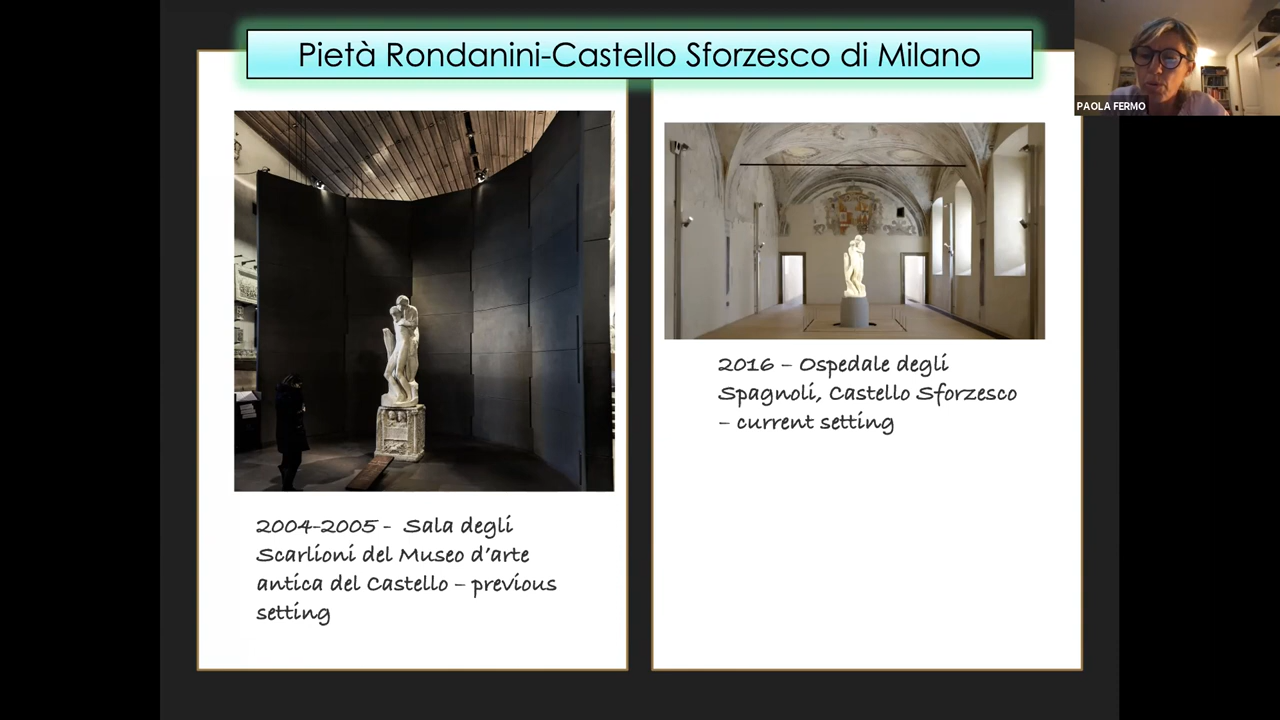 Pietà Rondanini-Castello Sforzesco di Milano
PAOLA FERMO
2004-2005 - Sala degli
Scarlioni del Museo d'arte
antica del Castello – previous
setting
2016 – Ospedale degli
Spagnoli, Castello Sforzesco
– current setting